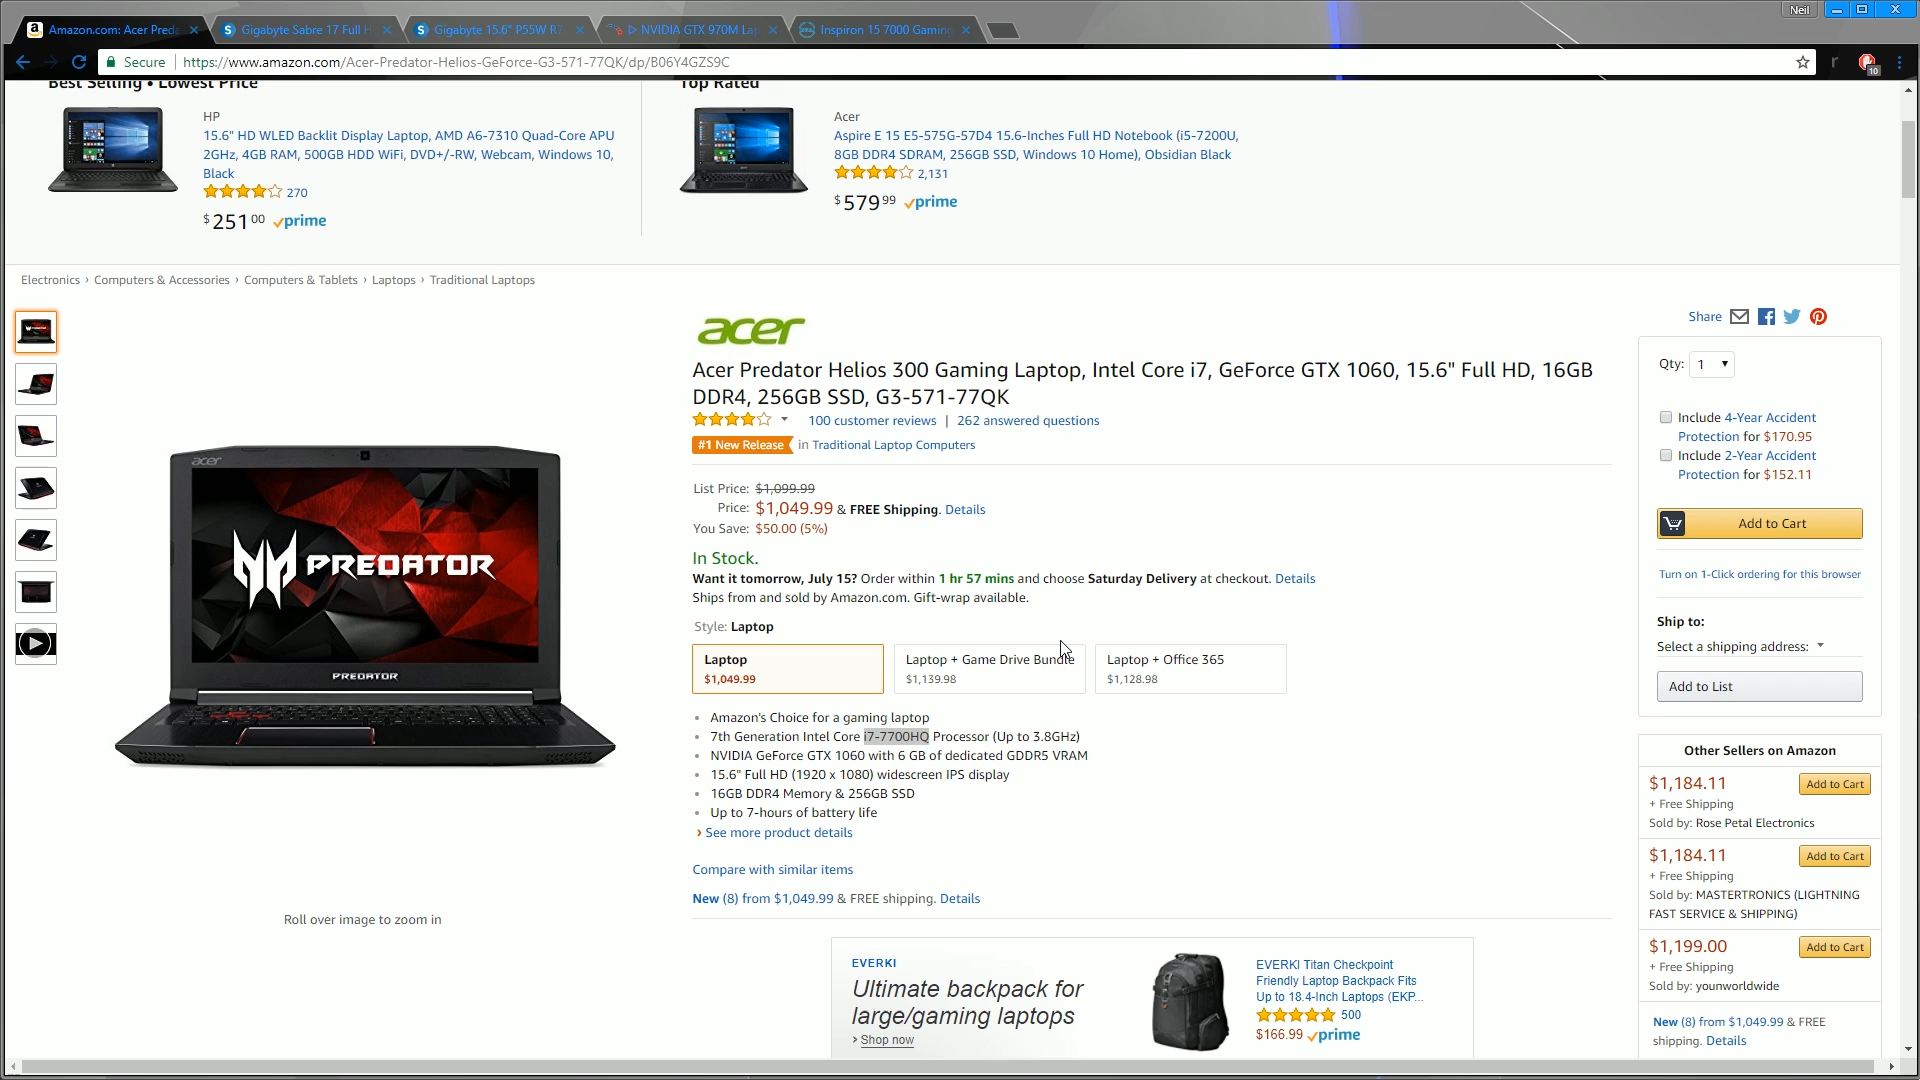 Neil
Amazon.com: Acer Preda
Gigabyte Sabre 17 Full H
Gigabyte 15.6" P55W R7
NVIDIA GTX 970M Lap
Inspiron 15 7000 Gaming
Secure
https://www.amazon.com/Acer-Predator-Helios-GeForce-G3-571-77QK/dp/B06Y4GZS9C
10
Best Selling • Lowest Price
Top Rated
HP
15.6" HD WLED Backlit Display Laptop, AMD A6-7310 Quad-Core APU
2GHz, 4GB RAM, 500GB HDD WiFi, DVD+/-RW, Webcam, Windows 10,
Black
270
$251 00 prime
Acer
Aspire E 15 E5-575G-57D4 15.6-Inches Full HD Notebook (i5-7200U,
8GB DDR4 SDRAM, 256GB SSD, Windows 10 Home), Obsidian Black
2,131
$579 99 prime
Electronics › Computers & Accessories › Computers & Tablets › Laptops › Traditional Laptops
acer
PREDATOR
PREDATOR
Roll over image to zoom in
acer
Acer Predator Helios 300 Gaming Laptop, Intel Core i7, GeForce GTX 1060, 15.6" Full HD, 16GB
DDR4, 256GB SSD, G3-571-77QK
100 customer reviews | 262 answered questions
#1 New Release in Traditional Laptop Computers
List Price: $1,099.99
Price: $1,049.99 & FREE Shipping. Details
You Save: $50.00 (5%)
In Stock.
Want it tomorrow, July 15? Order within 1 hr 57 mins and choose Saturday Delivery at checkout. Details
Ships from and sold by Amazon.com. Gift-wrap available.
Style: Laptop
Laptop
$1,049.99
Laptop + Game Drive Bundle
$1,139.98
Laptop + Office 365
$1,128.98
• Amazon's Choice for a gaming laptop
• 7th Generation Intel Core i7-7700HQ Processor (Up to 3.8GHz)
• NVIDIA GeForce GTX 1060 with 6 GB of dedicated GDDR5 VRAM
• 15.6" Full HD (1920 x 1080) widescreen IPS display
• 16GB DDR4 Memory & 256GB SSD
• Up to 7-hours of battery life
› See more product details
Compare with similar items
New (8) from $1,049.99 & FREE shipping. Details
EVERKI
Ultimate backpack for
large/gaming laptops
› Shop now
EVERKI Titan Checkpoint
Friendly Laptop Backpack Fits
Up to 18.4-Inch Laptops (EKP...
500
$166.99 prime
Share
Qty: 1
Include 4-Year Accident
Protection for $170.95
Include 2-Year Accident
Protection for $152.11
Add to Cart
Turn on 1-Click ordering for this browser
Ship to:
Select a shipping address:
Add to List
Other Sellers on Amazon
$1,184.11 Add to Cart
+ Free Shipping
Sold by: Rose Petal Electronics
$1,184.11 Add to Cart
+ Free Shipping
Sold by: MASTERTRONICS (LIGHTNING
FAST SERVICE & SHIPPING)
$1,199.00 Add to Cart
+ Free Shipping
Sold by: younworldwide
New (8) from $1,049.99 & FREE
shipping. Details